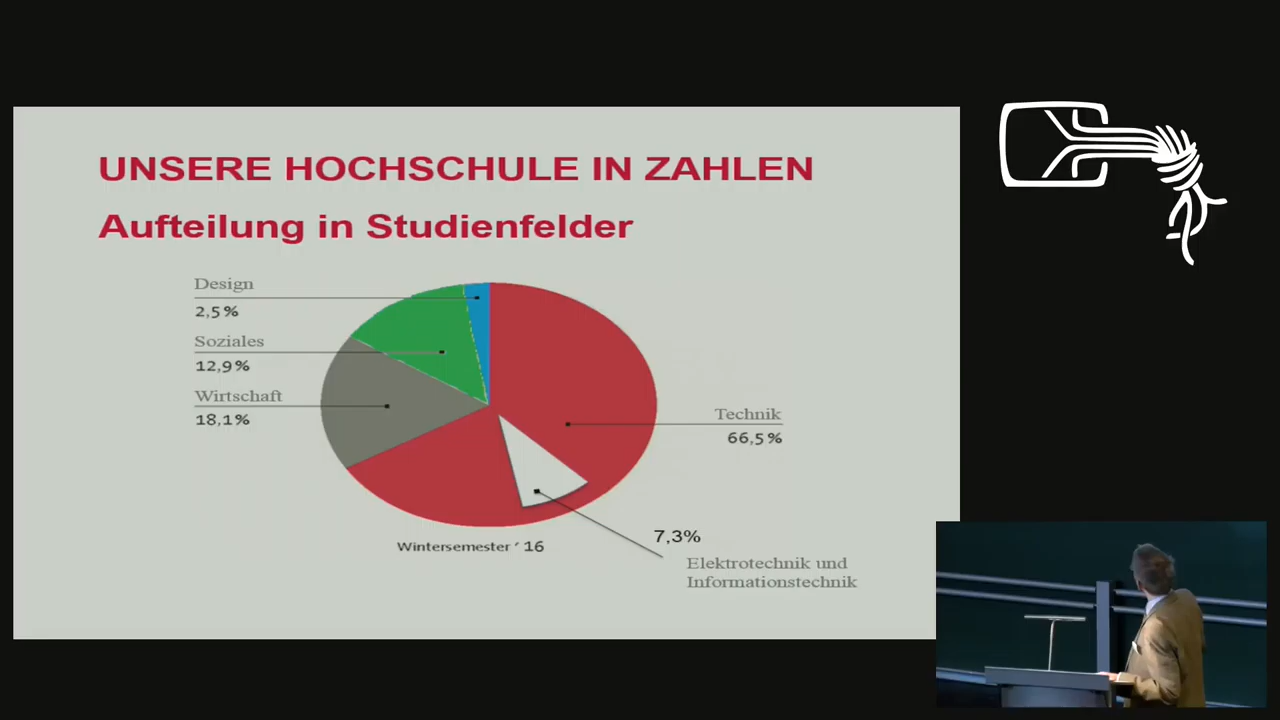 UNSERE HOCHSCHULE IN ZAHLEN
Aufteilung in Studienfelder
Design
2,5%
Soziales
12,9%
Wirtschaft
18,1%
Technik
66,5%
7,3%
Elektrotechnik und
Informationstechnik
Wintersemester ´ 16